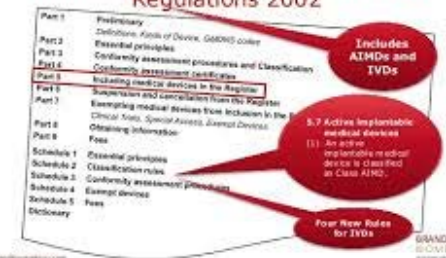 Regulations 2002
Part 1 Preliminary
Definitions, Kinds of Device, GMDNS codes
Part 2 Essential principles
Part 3 Conformity assessment procedures and Classification
Part 4 Conformity assessment certificates
Part 5 Including medical devices in the Register
Part 6 Suspension and cancellation from the Register
Part 7 Exempting medical devices from inclusion in the
Clinical Trials, Special Access, Exempt Devices
Part 8 Obtaining information
Part 9 Fees
Schedule 1 Essential principles
Schedule 2 Classification rules
Schedule 3 Conformity assessment procedures
Schedule 4 Exempt devices
Schedule 5 Fees
Dictionary
Includes
AIMDs and
IVDs
5.7 Active implantable
medical devices
(1) An active
implantable medical
device is classified
as Class AIMD.
Four New Rules
for IVDs